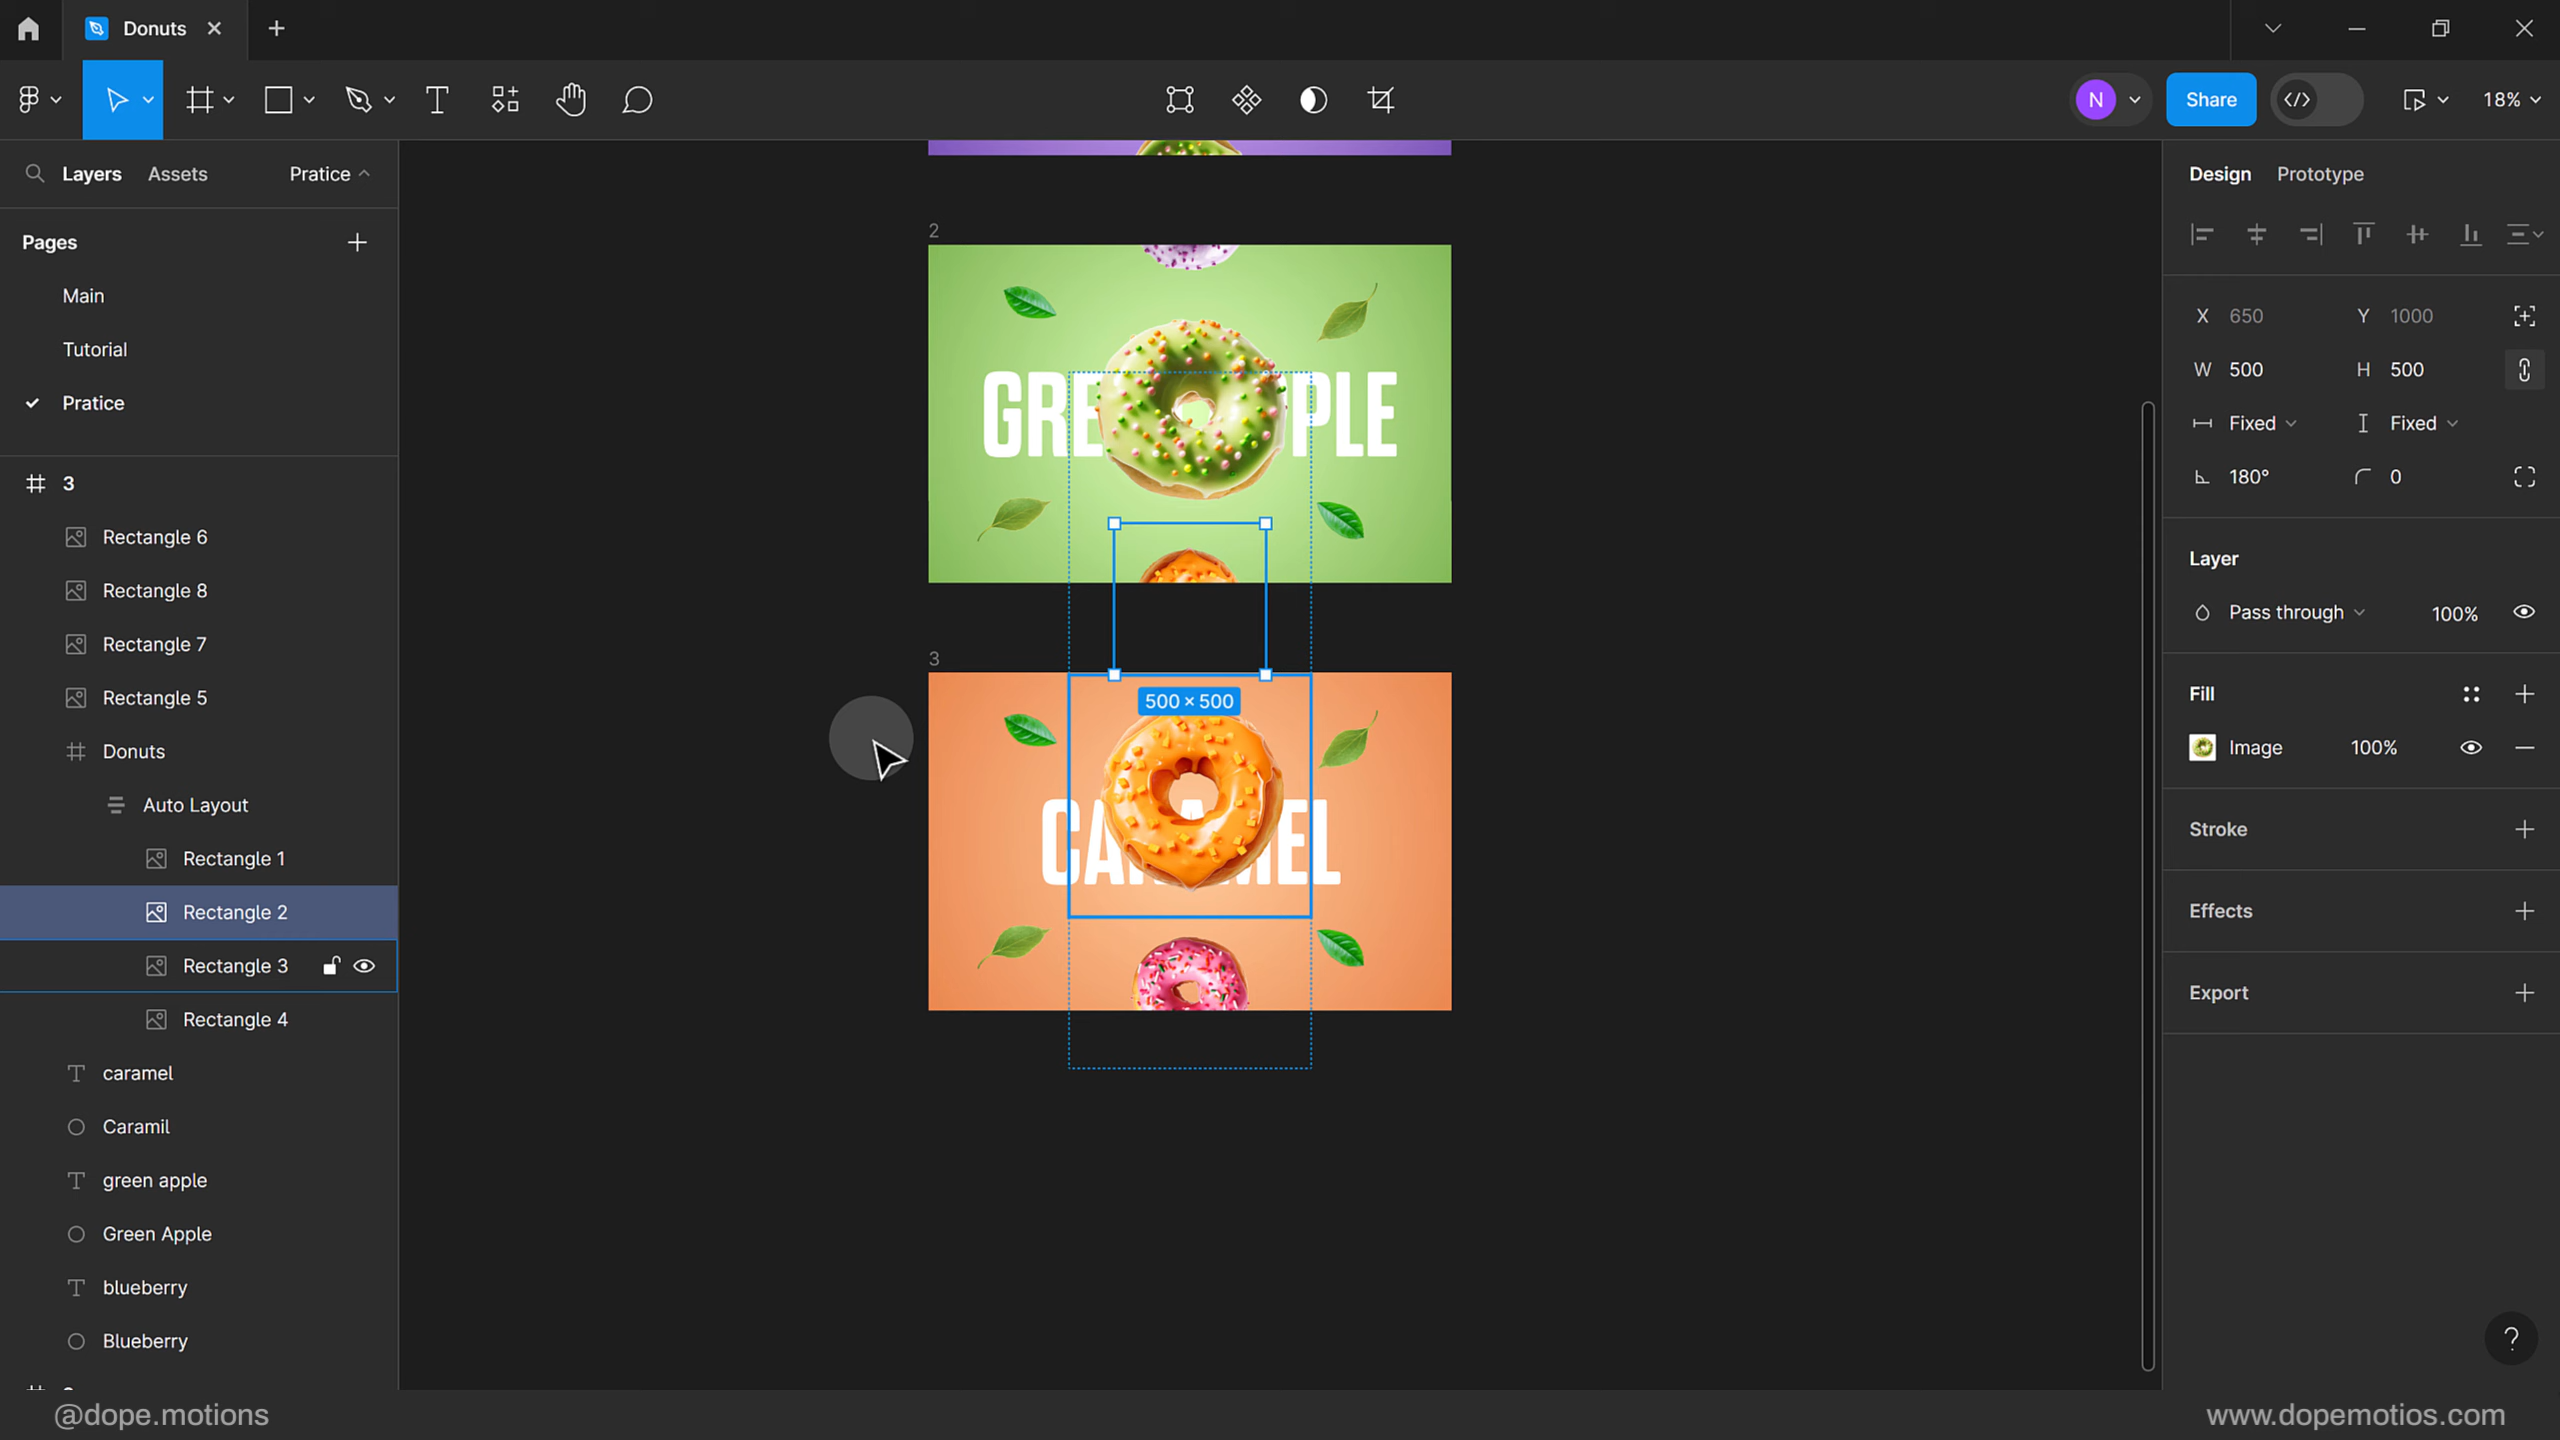 Donuts
N
Share
18%
Layers
Assets
Pratice
Design
Prototype
Pages
Main
Tutorial
Pratice
3
Rectangle 6
Rectangle 8
Rectangle 7
Rectangle 5
Donuts
Auto Layout
Rectangle 1
Rectangle 2
Rectangle 3
Rectangle 4
caramel
Caramil
green apple
Green Apple
blueberry
Blueberry
2
GRE PLE
3
500 × 500
CARAMEL
X 650
Y 1000
W 500
H 500
Fixed
Fixed
180°
0
Layer
Pass through
100%
Fill
Image
100%
Stroke
Effects
Export
?
@dope.motions
www.dopemotios.com